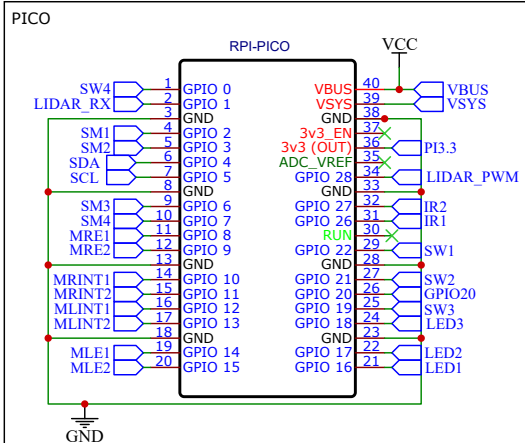 PICO
RPI-PICO
VCC
SW4 1 GPIO 0 VBUS 40 VBUS
LIDAR_RX 2 GPIO 1 VSYS 39 VSYS
3 GND GND 38
SM1 4 GPIO 2 3v3_EN 37
SM2 5 GPIO 3 3v3 (OUT) 36 PI3.3
SDA 6 GPIO 4 ADC_VREF 35
SCL 7 GPIO 5 GPIO 28 34 LIDAR_PWM
8 GND GND 33
SM3 9 GPIO 6 GPIO 27 32 IR2
SM4 10 GPIO 7 GPIO 26 31 IR1
MRE1 11 GPIO 8 RUN 30
MRE2 12 GPIO 9 GPIO 22 29 SW1
13 GND GND 28
MRINT1 14 GPIO 10 GPIO 21 27 SW2
MRINT2 15 GPIO 11 GPIO 20 26 GPIO20
MLINT1 16 GPIO 12 GPIO 19 25 SW3
MLINT2 17 GPIO 13 GPIO 18 24 LED3
18 GND GND 23
MLE1 19 GPIO 14 GPIO 17 22 LED2
MLE2 20 GPIO 15 GPIO 16 21 LED1
GND